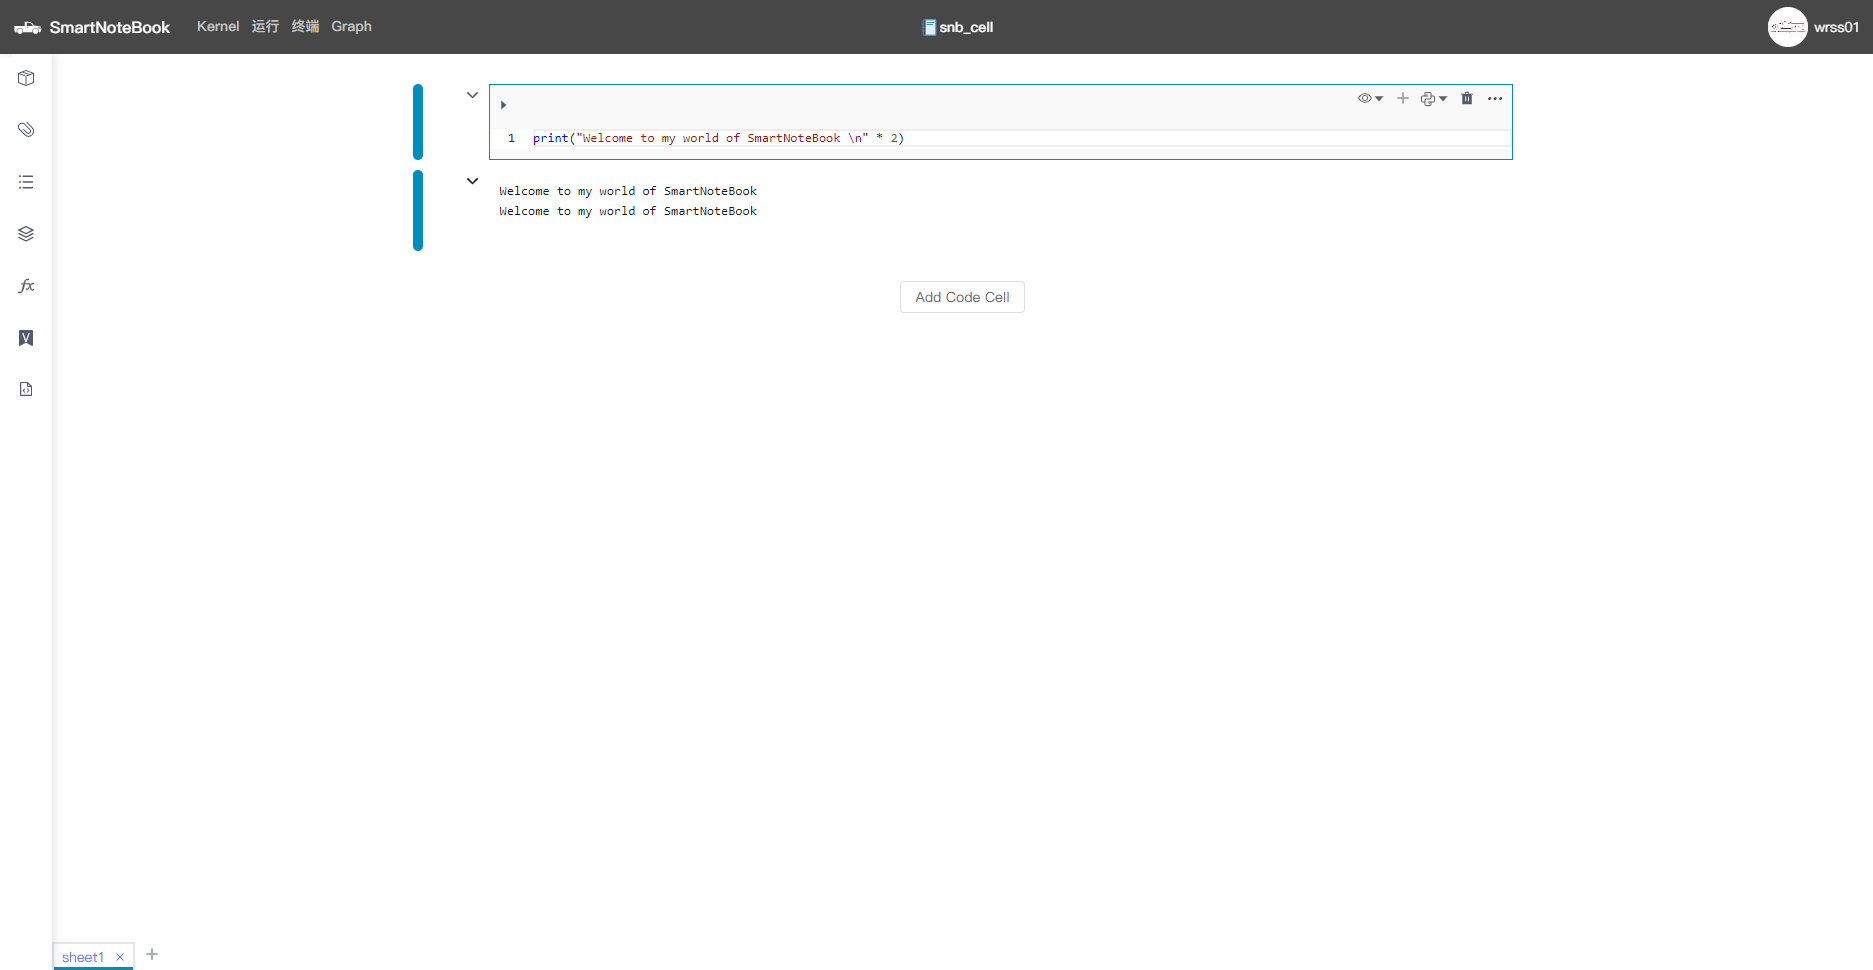 SmartNoteBook Kernel 运行 终端 Graph
snb_cell
wrss01
1 print("Welcome to my world of SmartNoteBook \n" * 2)
Welcome to my world of SmartNoteBook
Welcome to my world of SmartNoteBook
Add Code Cell
sheet1